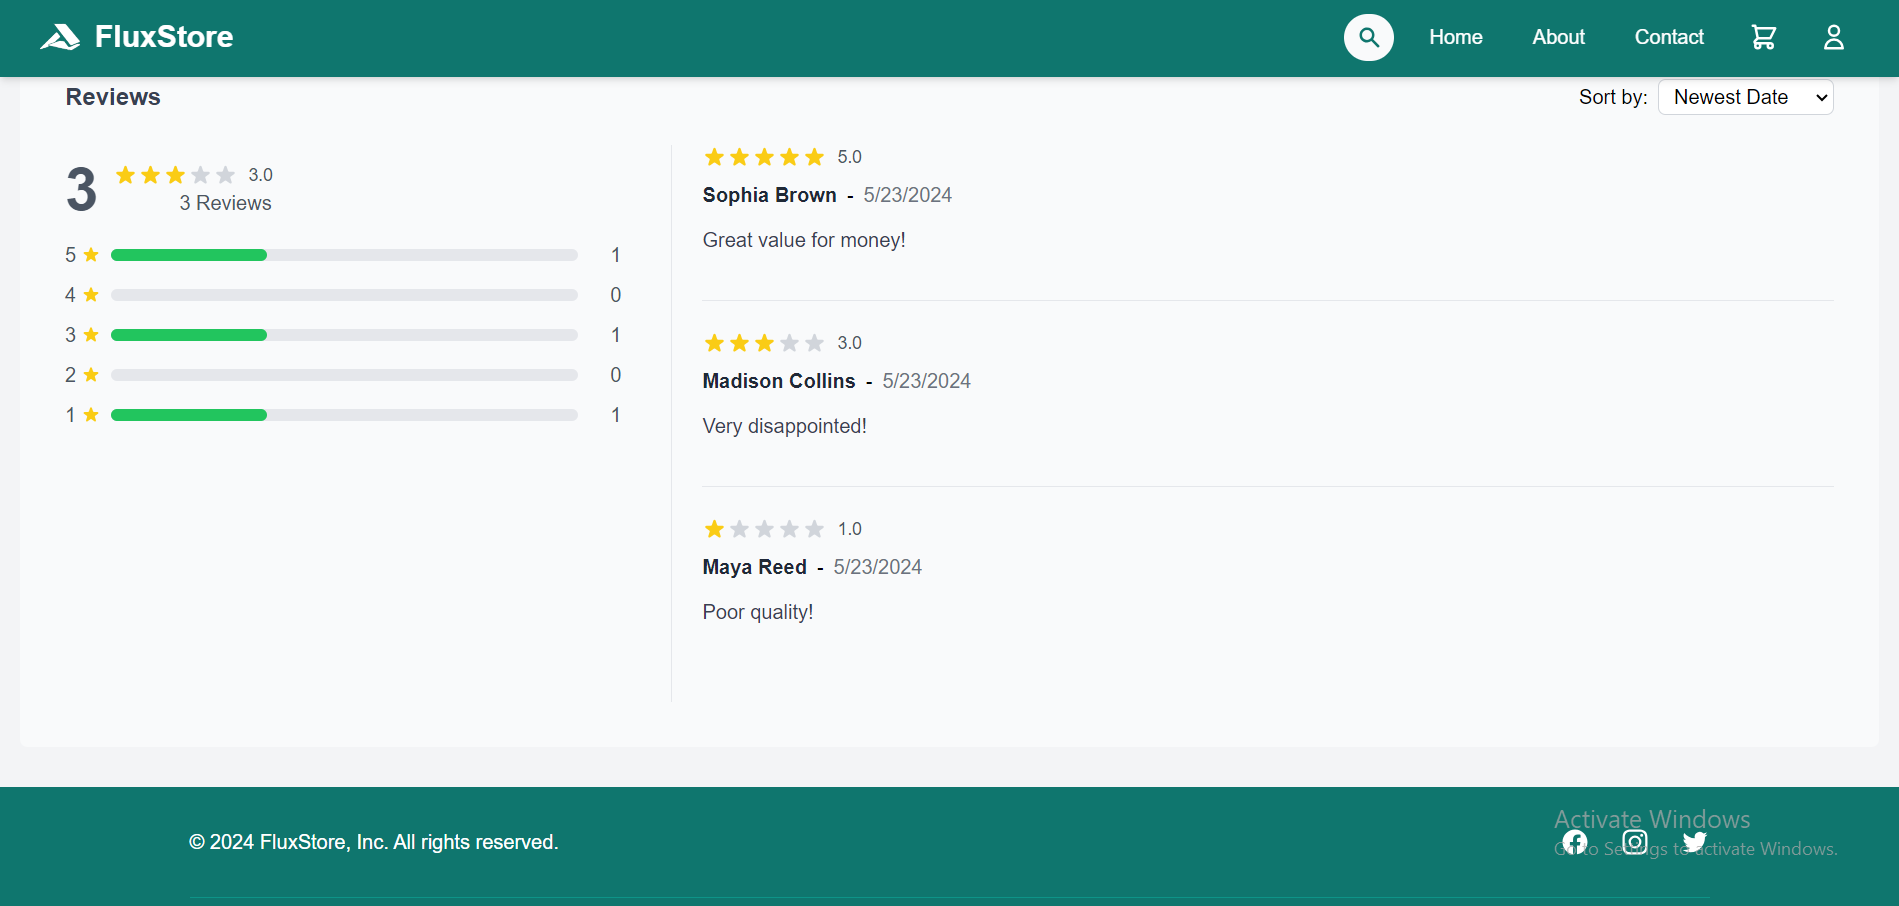 FluxStore
Home About Contact
Reviews
Sort by: Newest Date
3
3.0
3 Reviews
5 1
4 0
3 1
2 0
1 1
5.0
Sophia Brown - 5/23/2024
Great value for money!
3.0
Madison Collins - 5/23/2024
Very disappointed!
1.0
Maya Reed - 5/23/2024
Poor quality!
© 2024 FluxStore, Inc. All rights reserved.
Activate Windows
Go to Settings to activate Windows.